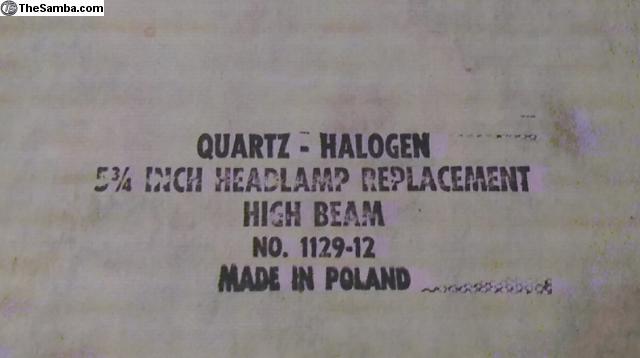 TheSamba.com
QUARTZ - HALOGEN
5¾ INCH HEADLAMP REPLACEMENT
HIGH BEAM
NO. 1129-12
MADE IN POLAND